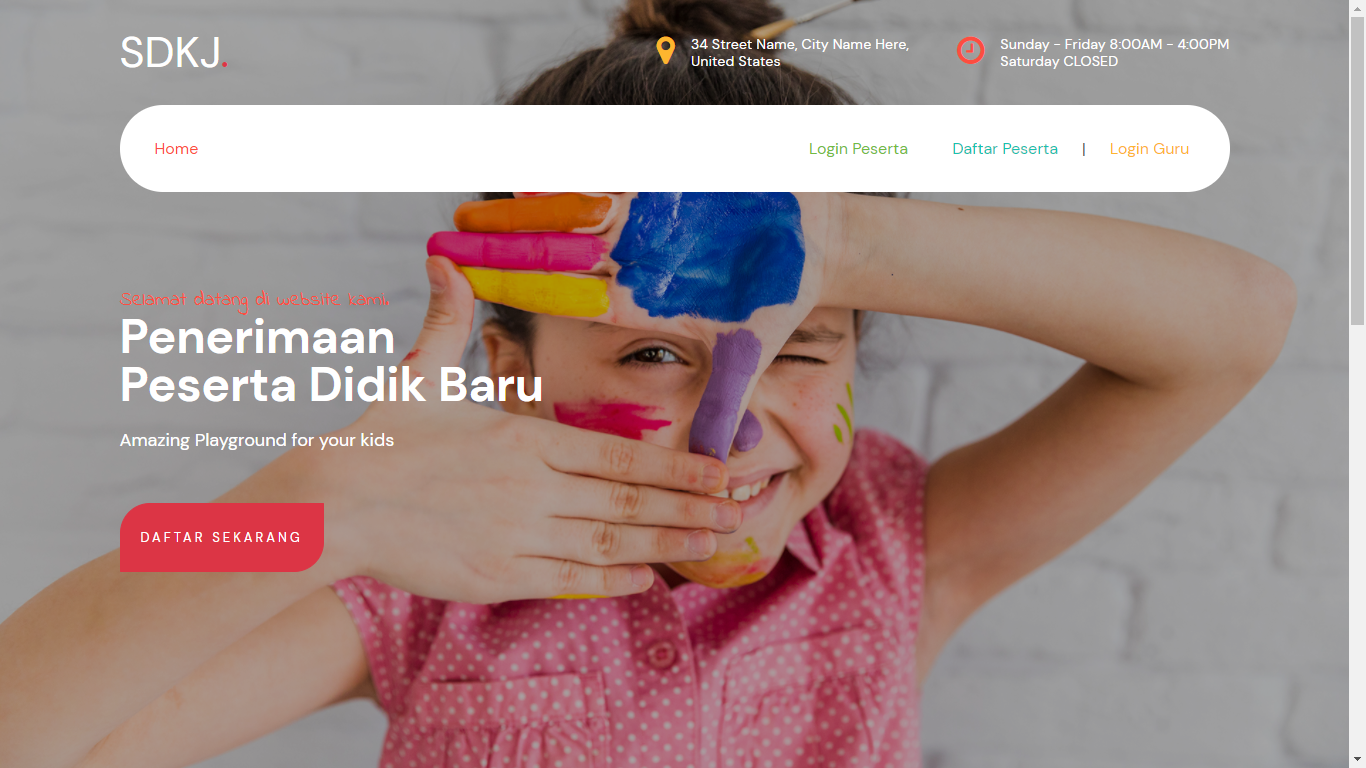 SDKJ.
34 Street Name, City Name Here,
United States
Sunday - Friday 8:00AM - 4:00PM
Saturday CLOSED
Home
Login Peserta
Daftar Peserta
|
Login Guru
Selamat datang di website kami.
Penerimaan
Peserta Didik Baru
Amazing Playground for your kids
DAFTAR SEKARANG